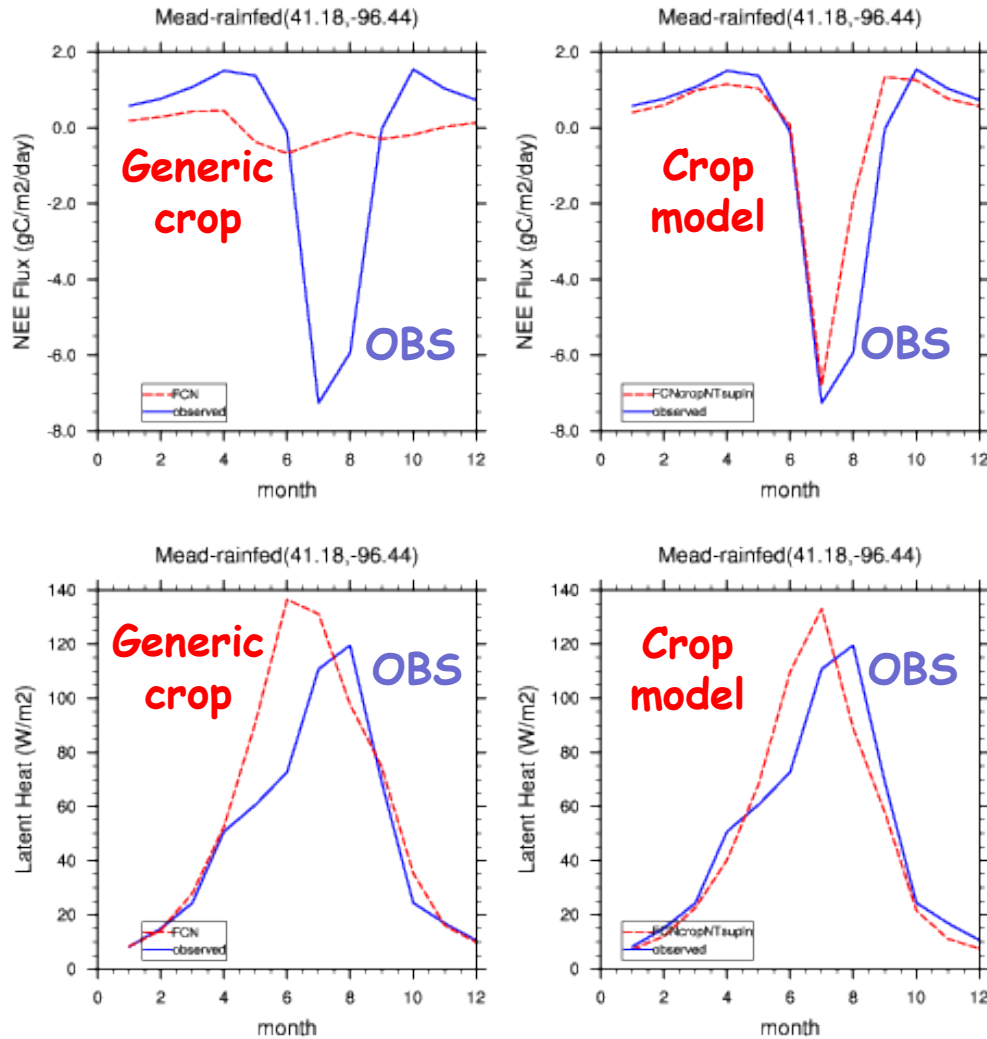 Mead-rainfed(41.18,-96.44)
NEE Flux (gC/m2/day)
2.0
0.0
-2.0
-4.0
-6.0
-8.0
Generic
crop
OBS
FCN
observed
0 2 4 6 8 10 12
month
Mead-rainfed(41.18,-96.44)
NEE Flux (gC/m2/day)
2.0
0.0
-2.0
-4.0
-6.0
-8.0
Crop
model
OBS
FCNcropNTsupln
observed
0 2 4 6 8 10 12
month
Mead-rainfed(41.18,-96.44)
Latent Heat (W/m2)
140
120
100
80
60
40
20
0
Generic
crop
OBS
FCN
observed
0 2 4 6 8 10 12
month
Mead-rainfed(41.18,-96.44)
Latent Heat (W/m2)
140
120
100
80
60
40
20
0
Crop
model
OBS
FCNcropNTsupln
observed
0 2 4 6 8 10 12
month